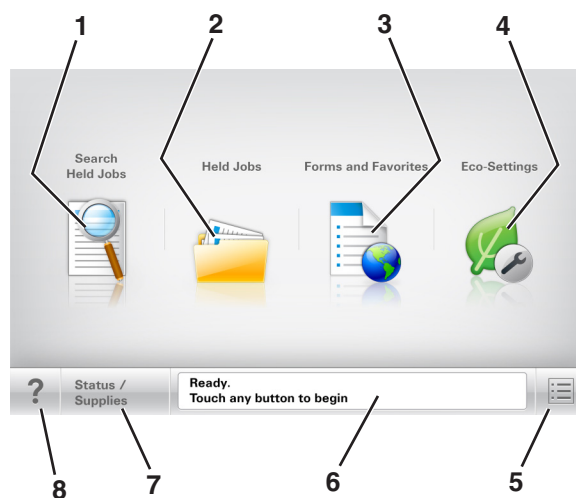 1
2
3
4
Search
Held Jobs
Held Jobs
Forms and Favorites
Eco-Settings
?
Status /
Supplies
Ready.
Touch any button to begin
8
7
6
5